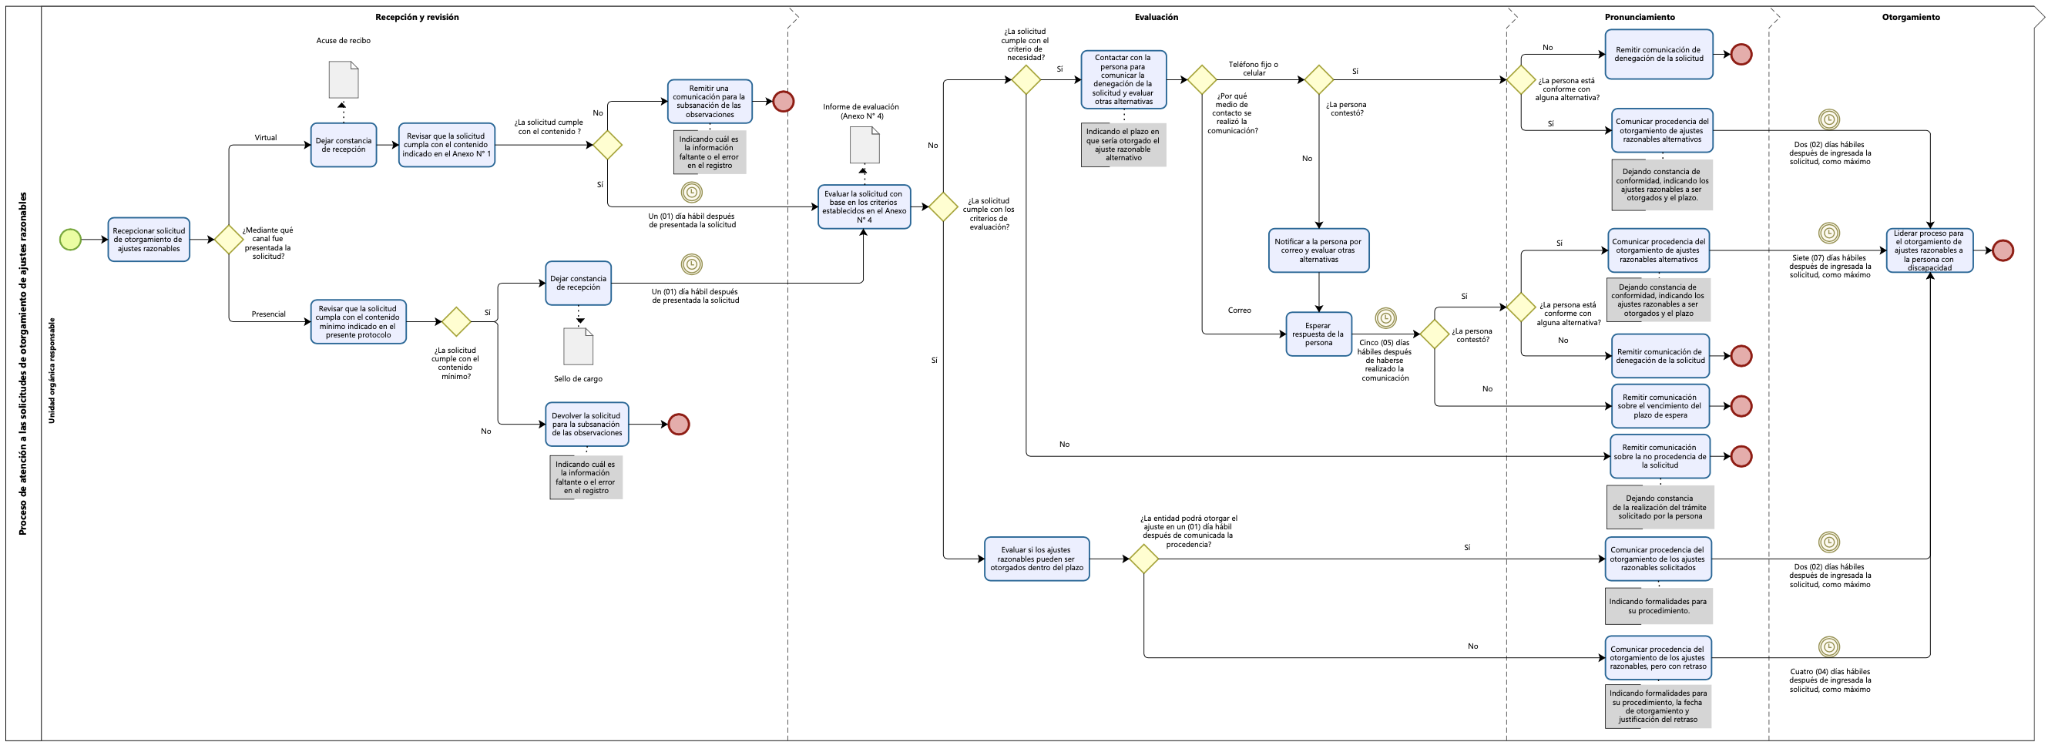 Proceso de atención a las solicitudes de otorgamiento de ajustes razonables
Unidad orgánica responsable
Recepción y revisión
Evaluación
Pronunciamiento
Otorgamiento
Recepcionar solicitud
de otorgamiento de
ajustes razonables
¿Mediante qué
canal fue
presentada la
solicitud?
Virtual
Presencial
Acuse de recibo
Dejar constancia
de recepción
Revisar que la solicitud
cumpla con el contenido
indicado en el Anexo N° 1
¿La solicitud cumple
con el contenido ?
No
Sí
Remitir una
comunicación para la
subsanación de las
observaciones
Indicando cuál es
la información
faltante o el error
en el registro
Un (01) día hábil después
de presentada la solicitud
Revisar que la solicitud
cumpla con el contenido
mínimo indicado en el
presente protocolo
¿La solicitud
cumple con el
contenido
mínimo?
Sí
No
Dejar constancia
de recepción
Sello de cargo
Un (01) día hábil después
de presentada la solicitud
Devolver la solicitud
para la subsanación
de las observaciones
Indicando cuál es
la información
faltante o el error
en el registro
Informe de evaluación
(Anexo N° 4)
Evaluar la solicitud con
base en los criterios
establecidos en el Anexo
N° 4
¿La solicitud
cumple con los
criterios de
evaluación?
No
Sí
¿La solicitud
cumple con el
criterio de
necesidad?
Sí
No
Contactar con la
persona para
comunicar la
denegación de la
solicitud y evaluar
otras alternativas
Indicando el plazo en
que sería otorgado el
ajuste razonable
alternativo
¿Por qué
medio de
contacto se
realizó la
comunicación?
Teléfono fijo o
celular
Correo
¿La persona
contestó?
Sí
No
Notificar a la persona por
correo y evaluar otras
alternativas
Esperar
respuesta de la
persona
Cinco (05) días
hábiles después
de haberse
realizado la
comunicación
¿La persona
contestó?
Sí
No
¿La persona está
conforme con
alguna alternativa?
No
Sí
Remitir comunicación de
denegación de la solicitud
Comunicar procedencia del
otorgamiento de ajustes
razonables alternativos
Dejando constancia de
conformidad, indicando los
ajustes razonables a ser
otorgados y el plazo.
Dos (02) días hábiles
después de ingresada la
solicitud, como máximo
¿La persona está
conforme con
alguna alternativa?
Sí
No
Comunicar procedencia del
otorgamiento de ajustes
razonables alternativos
Dejando constancia de
conformidad, indicando los
ajustes razonables a ser
otorgados y el plazo
Siete (07) días hábiles
después de ingresada la
solicitud, como máximo
Liderar proceso para
el otorgamiento de
ajustes razonables a
la persona con
discapacidad
Remitir comunicación de
denegación de la solicitud
Remitir comunicación
sobre el vencimiento del
plazo de espera
Remitir comunicación
sobre la no procedencia de
la solicitud
Dejando constancia
de la realización del trámite
solicitado por la persona
Evaluar si los ajustes
razonables pueden ser
otorgados dentro del plazo
¿La entidad podrá otorgar el
ajuste en un (01) día hábil
después de comunicada la
procedencia?
Sí
No
Comunicar procedencia del
otorgamiento de los ajustes
razonables solicitados
Indicando formalidades para
su procedimiento.
Dos (02) días hábiles
después de ingresada la
solicitud, como máximo
Comunicar procedencia del
otorgamiento de los ajustes
razonables, pero con retraso
Indicando formalidades para
su procedimiento, la fecha
de otorgamiento y
justificación del retraso
Cuatro (04) días hábiles
después de ingresada la
solicitud, como máximo